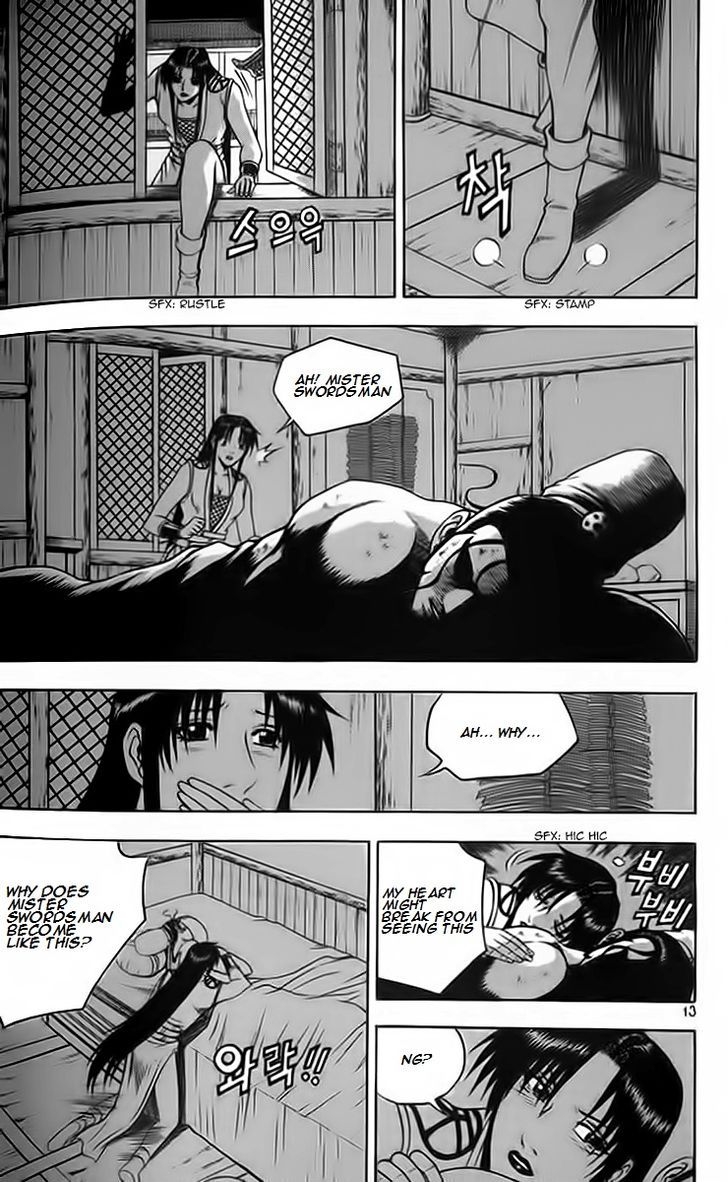 스으윽
SFX: RUSTLE
착
SFX: STAMP
AH! MISTER
SWORDSMAN
AH... WHY...
WHY DOES
MISTER
SWORDSMAN
BECOME
LIKE THIS?
와락!!
SFX: HIC HIC
부비
부비
MY HEART
MIGHT
BREAK FROM
SEEING THIS
13
NG?